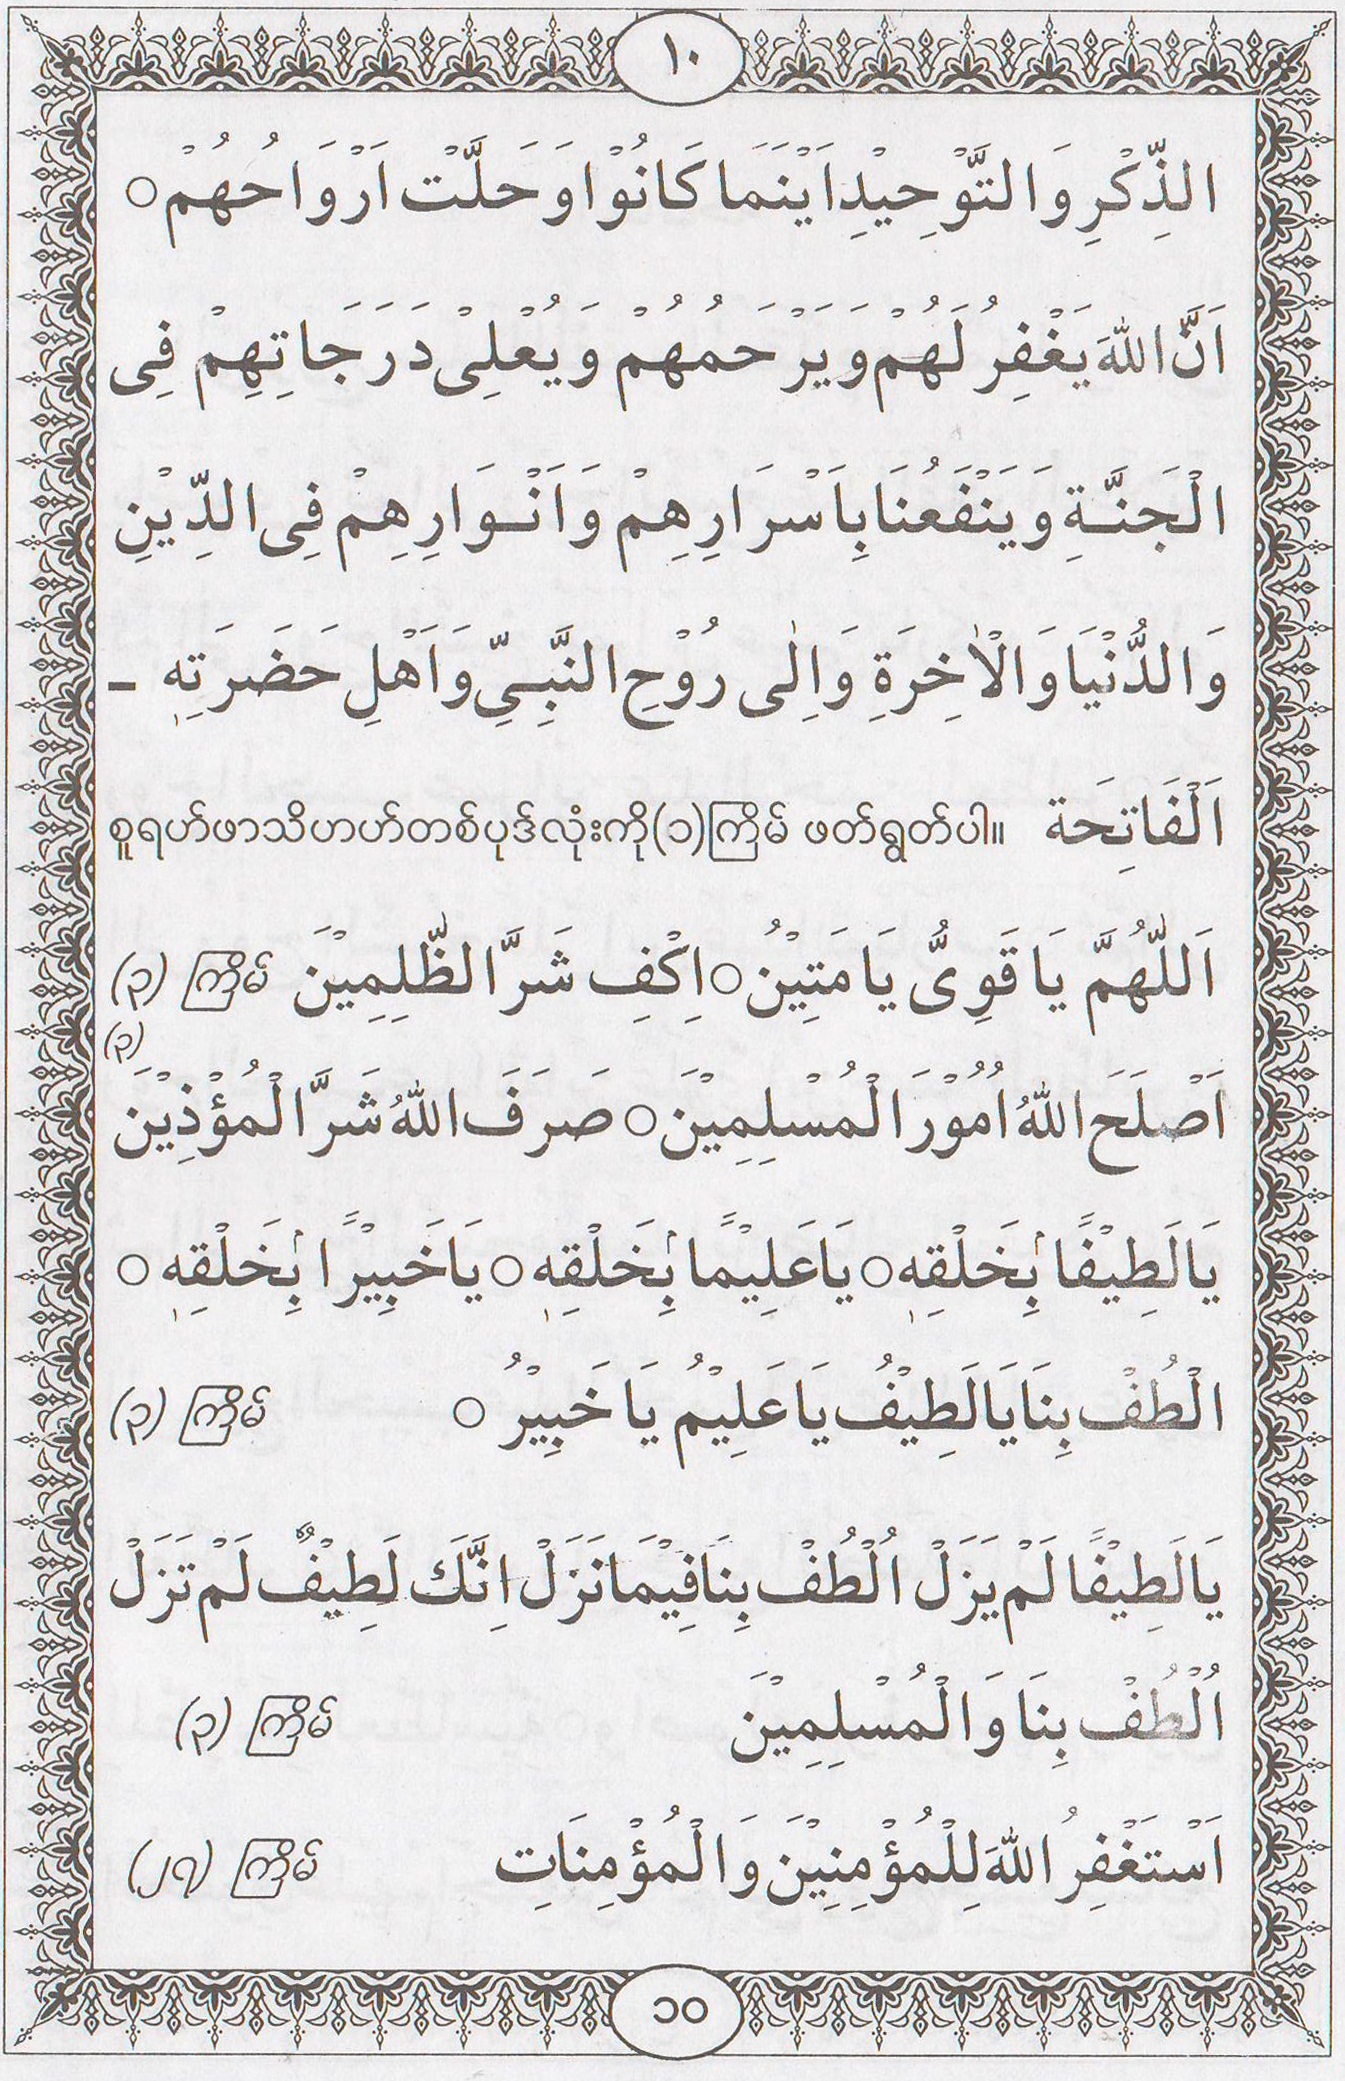 ١٠
الذِّكْرِ وَالتَّوْحِيْدِ اَيْنَمَا كَانُوْا وَحَلَّتْ اَرْوَاحُهُمْ ○
اَنَّ اللهَ يَغْفِرُ لَهُمْ وَيَرْحَمُهُمْ وَيُعْلِىْ دَرَجَاتِهِمْ فِى
الْجَنَّةِ وَيَنْفَعُنَا بِاَسْرَارِهِمْ وَاَنْوَارِهِمْ فِى الدِّيْنِ
وَالدُّنْيَا وَالْاٰخِرَةِ وَاِلٰى رُوْحِ النَّبِيِّ وَاَهْلِ حَضَرَتِهٖ -
اَلْفَاتِحَة စူရဟ်ဖာသိဟဟ်တစ်ပုဒ်လုံးကို(၁)ကြိမ် ဖတ်ရွတ်ပါ။
اَللّٰهُمَّ يَا قَوِىُّ يَا مَتِيْنُ ○ اِكْفِ شَرَّ الظّٰلِمِيْنَ (၃) ကြိမ်
(၃)
اَصْلَحَ اللهُ اُمُوْرَ الْمُسْلِمِيْنَ ○ صَرَفَ اللهُ شَرَّ الْمُؤْذِيْنَ
يَا لَطِيْفًا ۢبِخَلْقِهٖ ○ يَا عَلِيْمًا ۢبِخَلْقِهٖ ○ يَا خَبِيْرًا ۢبِخَلْقِهٖ ○
الْطُفْ بِنَا يَا لَطِيْفُ يَا عَلِيْمُ يَا خَبِيْرُ ○ (၃) ကြိမ်
يَا لَطِيْفًا لَمْ يَزَلْ اُلْطُفْ بِنَا فِيْمَا نَزَلْ اِنَّكَ لَطِيْفٌ لَمْ تَزَلْ
اُلْطُفْ بِنَا وَالْمُسْلِمِيْنَ (၃) ကြိမ်
اَسْتَغْفِرُ اللهَ لِلْمُؤْمِنِيْنَ وَالْمُؤْمِنَاتِ (၂၇) ကြိမ်
၁၀